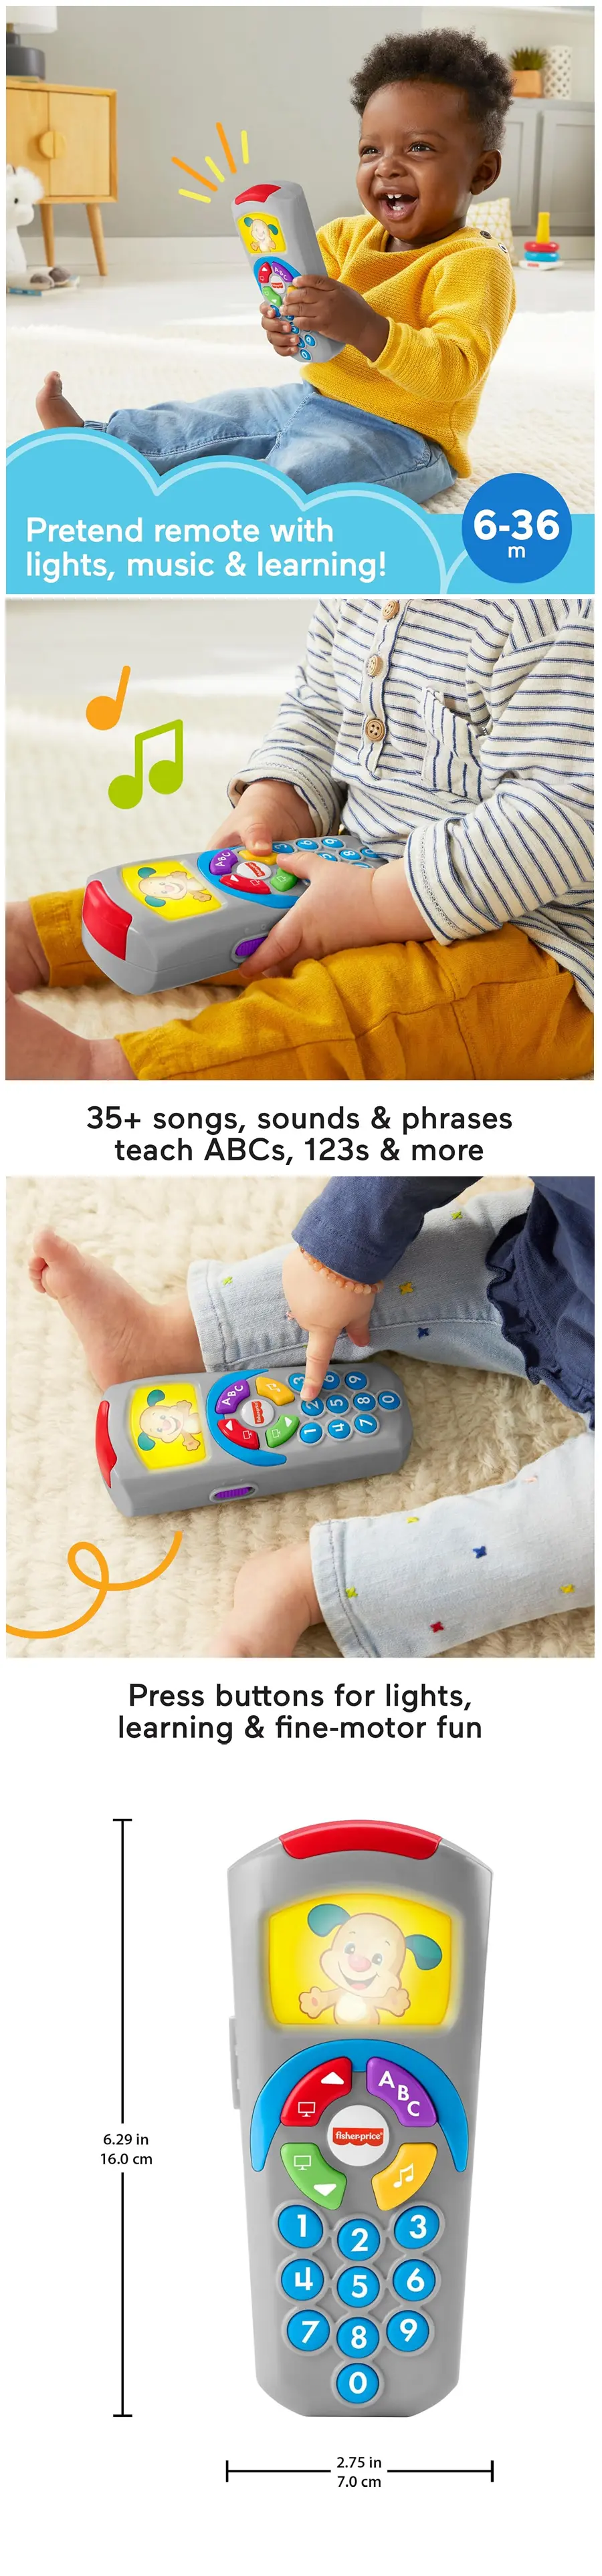 Pretend remote with
lights, music & learning!
6-36
m
35+ songs, sounds & phrases
teach ABCs, 123s & more
Press buttons for lights,
learning & fine-motor fun
6.29 in
16.0 cm
ABC
fisher-price
1 2 3
4 5 6
7 8 9
0
2.75 in
7.0 cm